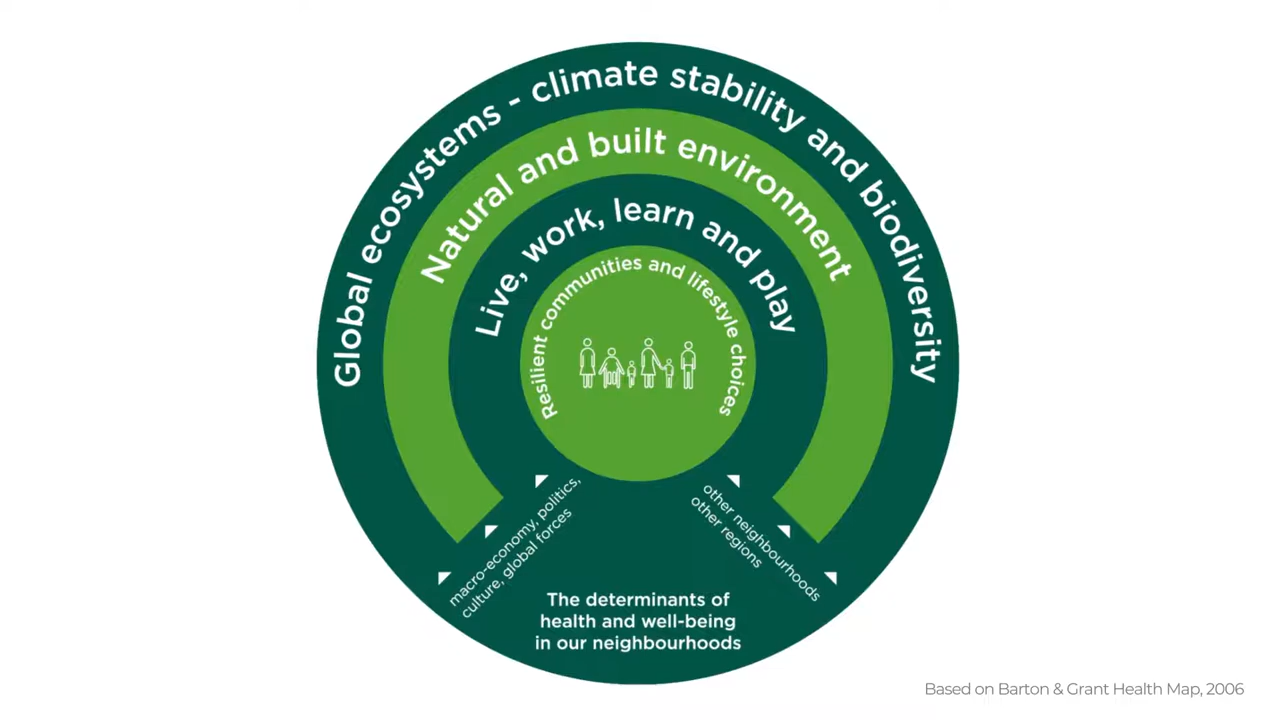 Global ecosystems - climate stability and biodiversity
Natural and built environment
Live, work, learn and play
Resilient communities and lifestyle choices
macro-economy, politics,
culture, global forces
other neighbourhoods
other regions
The determinants of
health and well-being
in our neighbourhoods
Based on Barton & Grant Health Map, 2006